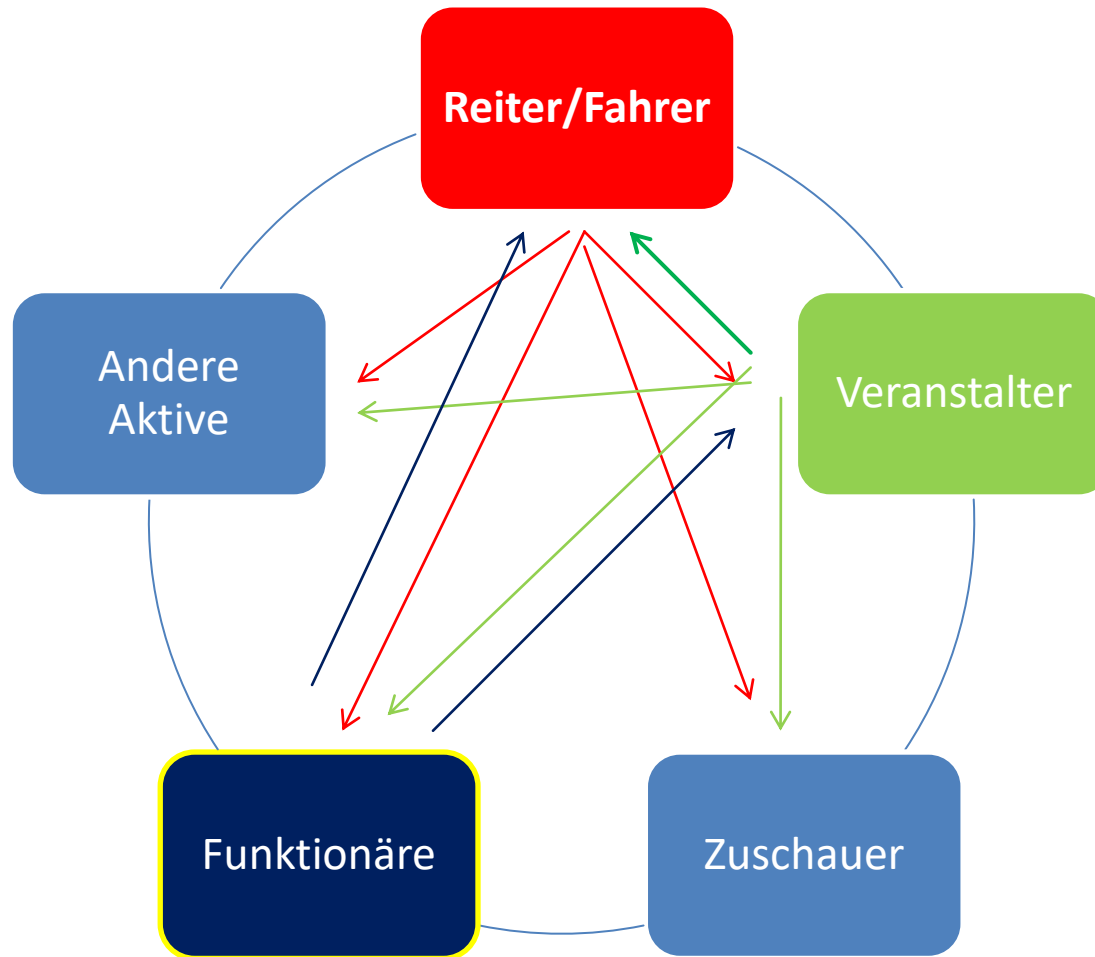 Reiter/Fahrer
Andere
Aktive
Veranstalter
Funktionäre
Zuschauer